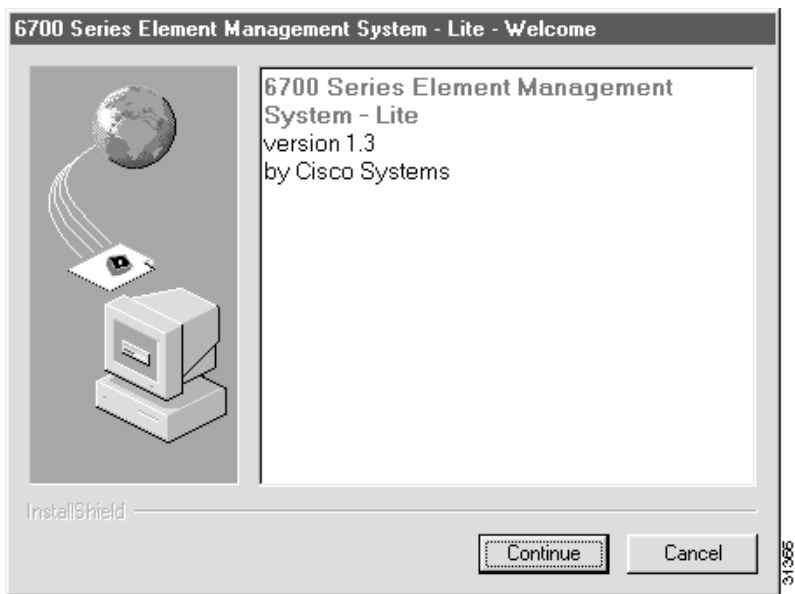 6700 Series Element Management System - Lite - Welcome
6700 Series Element Management
System - Lite
version 1.3
by Cisco Systems
InstallShield
Continue
Cancel
31366